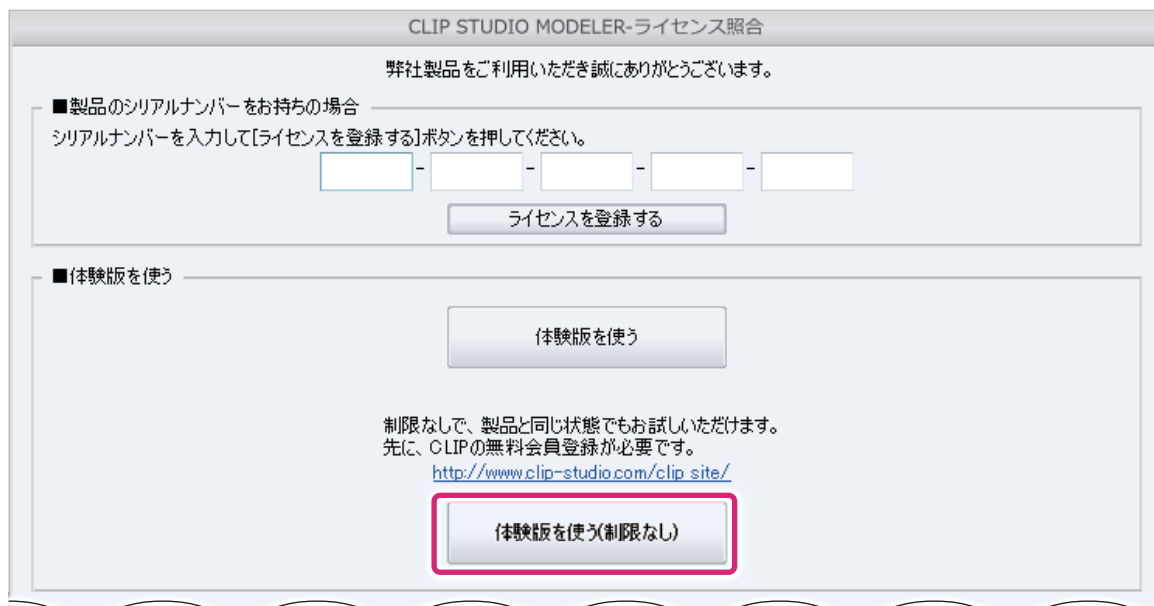 CLIP STUDIO MODELER-ライセンス照合
弊社製品をご利用いただき誠にありがとうございます。
■製品のシリアルナンバーをお持ちの場合
シリアルナンバーを入力して[ライセンスを登録する]ボタンを押してください。
- - - -
ライセンスを登録する
■体験版を使う
体験版を使う
制限なしで、製品と同じ状態でもお試しいただけます。
先に、CLIPの無料会員登録が必要です。
http://www.clip-studio.com/clip_site/
体験版を使う(制限なし)